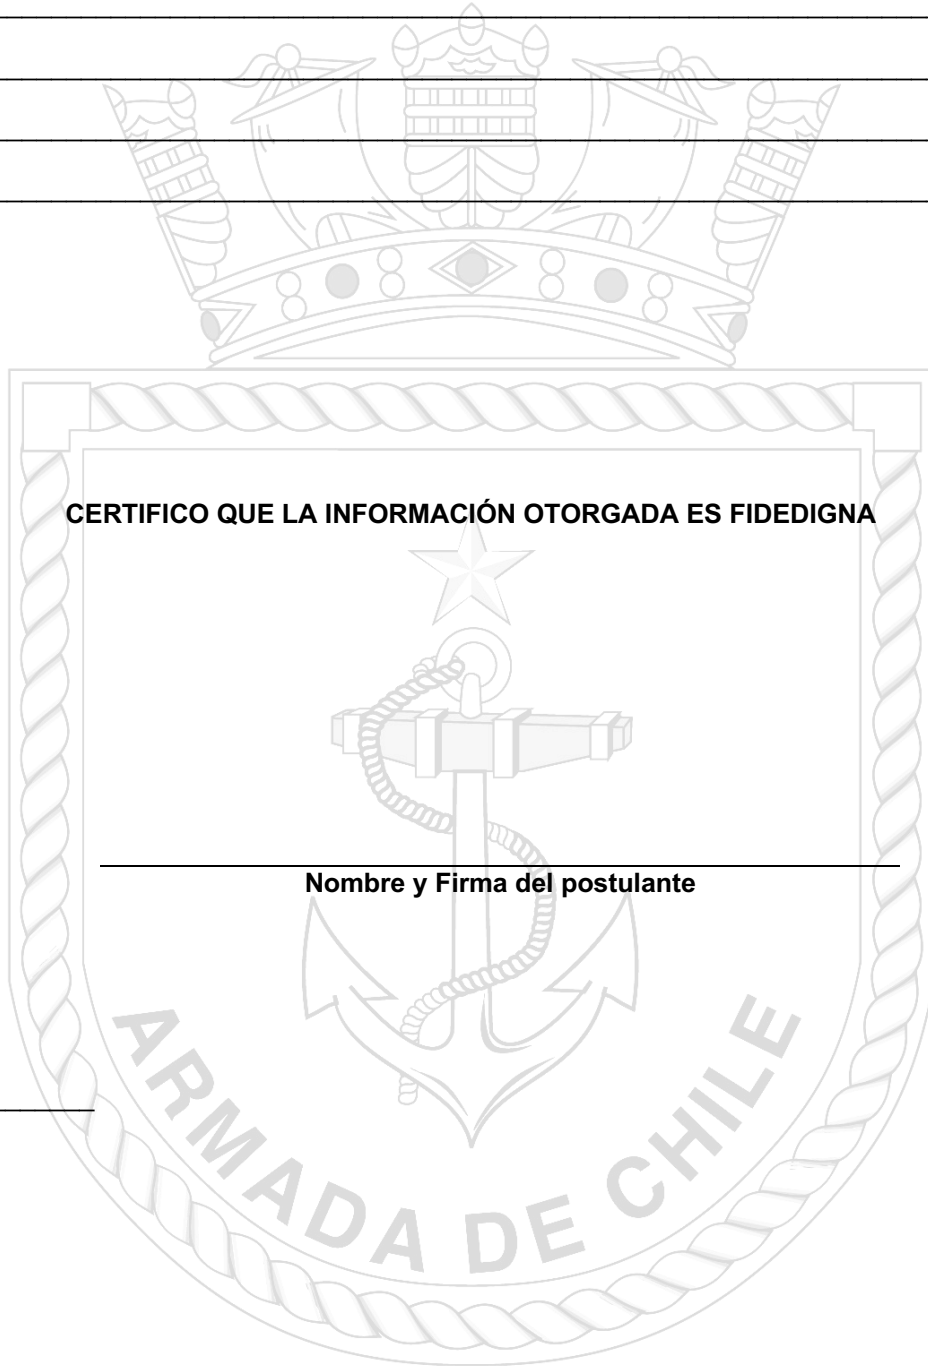 CERTIFICO QUE LA INFORMACIÓN OTORGADA ES FIDEDIGNA
Nombre y Firma del postulante
ARMADA DE CHILE